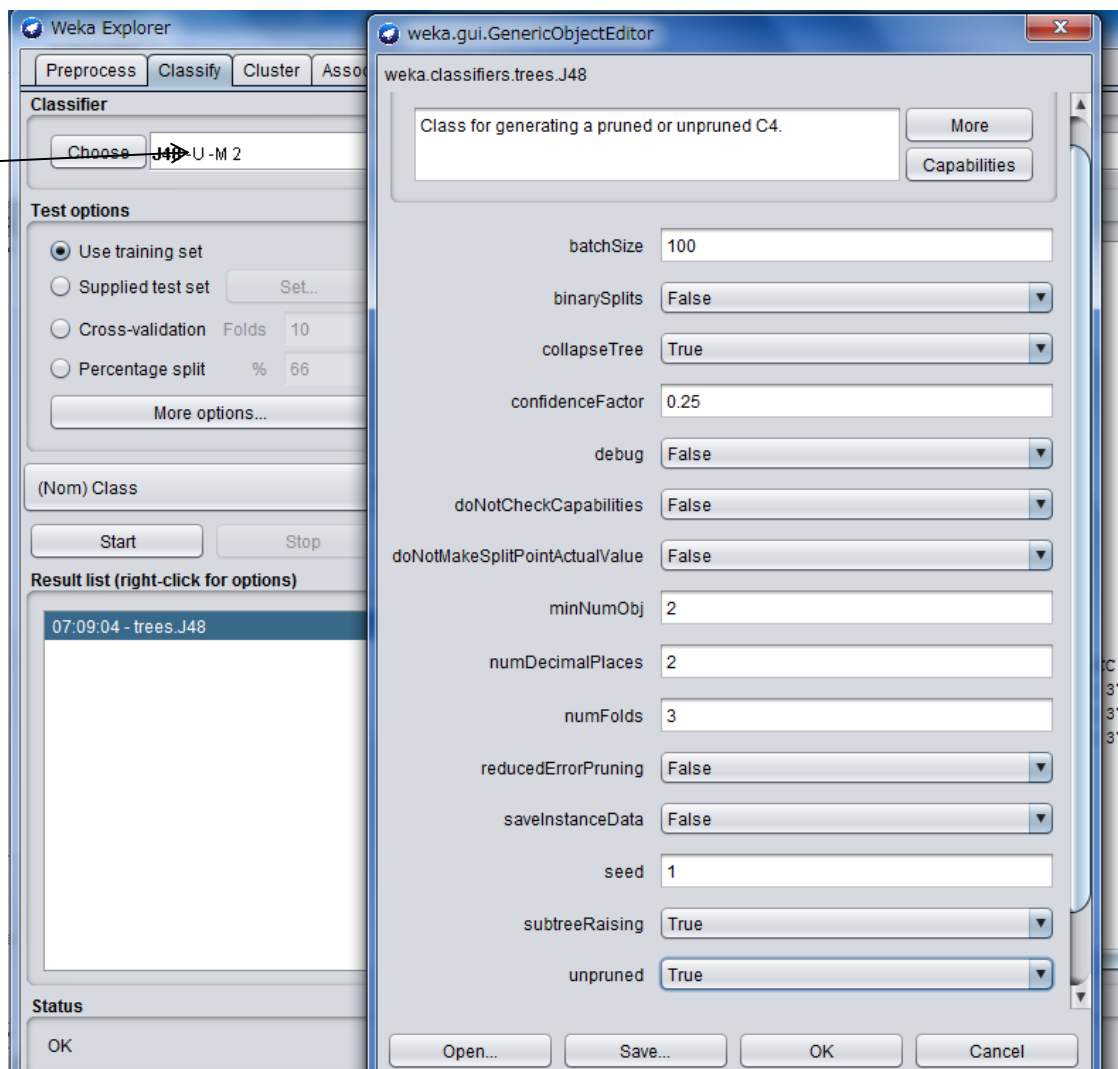 Weka Explorer
Preprocess Classify Cluster Assoc
Classifier
Choose J48 -U -M 2
Test options
Use training set
Supplied test set Set...
Cross-validation Folds 10
Percentage split % 66
More options...
(Nom) Class
Start Stop
Result list (right-click for options)
07:09:04 - trees.J48
Status
OK
weka.gui.GenericObjectEditor
weka.classifiers.trees.J48
Class for generating a pruned or unpruned C4.
More
Capabilities
batchSize 100
binarySplits False
collapseTree True
confidenceFactor 0.25
debug False
doNotCheckCapabilities False
doNotMakeSplitPointActualValue False
minNumObj 2
numDecimalPlaces 2
numFolds 3
reducedErrorPruning False
saveInstanceData False
seed 1
subtreeRaising True
unpruned True
Open... Save... OK Cancel